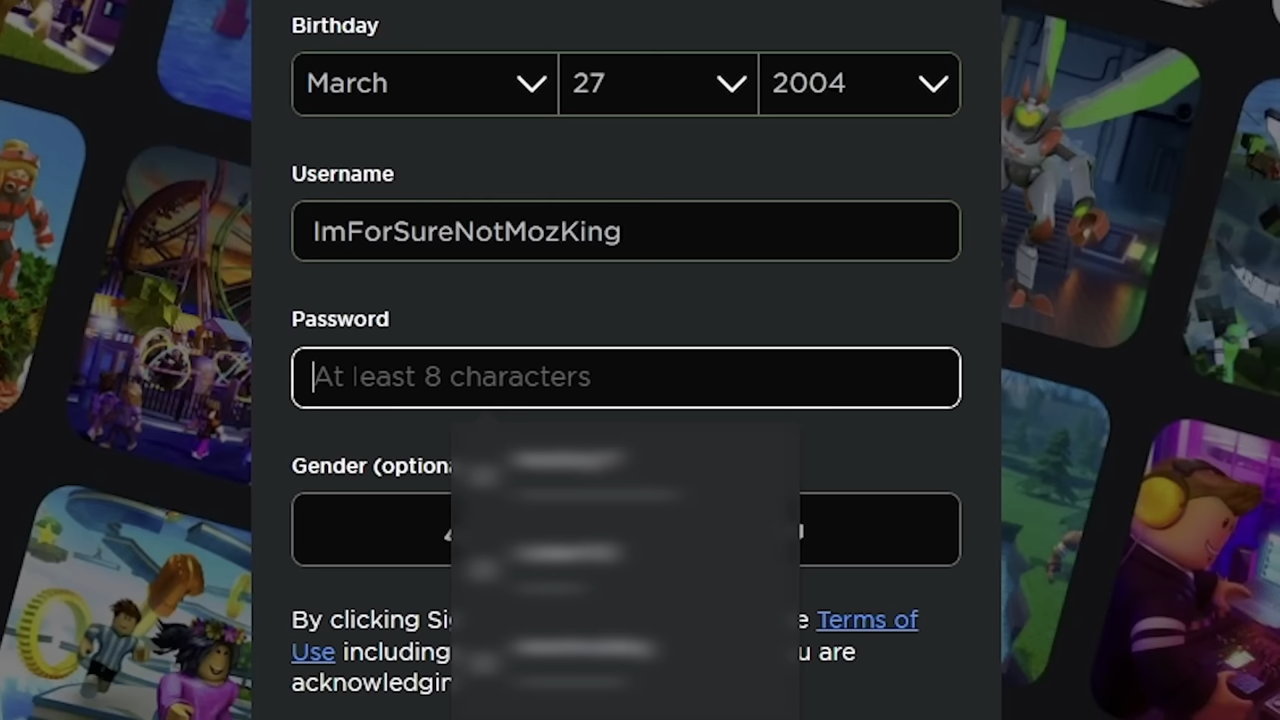 Birthday
March 27 2004
Username
ImForSureNotMozKing
Password
At least 8 characters
Gender (optiona
By clicking Si e Terms of
Use including u are
acknowledgin